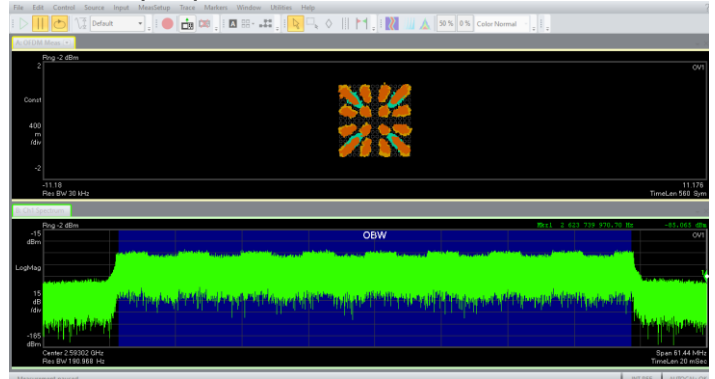 File Edit Control Source Input MeasSetup Trace Markers Window Utilities Help
Default
A
50 % 0 % Color Normal
Rng -2 dBm
2
OV1
Const
400
m
/div
-2
-11.18
11.176
Res BW 30 kHz
TimeLen 560 Sym
Rng -2 dBm
-15
dBm
OBW
OV1
LogMag
15
dB
/div
-165
dBm
Center 2.59302 GHz
Span 61.44 MHz
Res BW 190.968 Hz
TimeLen 20 mSec